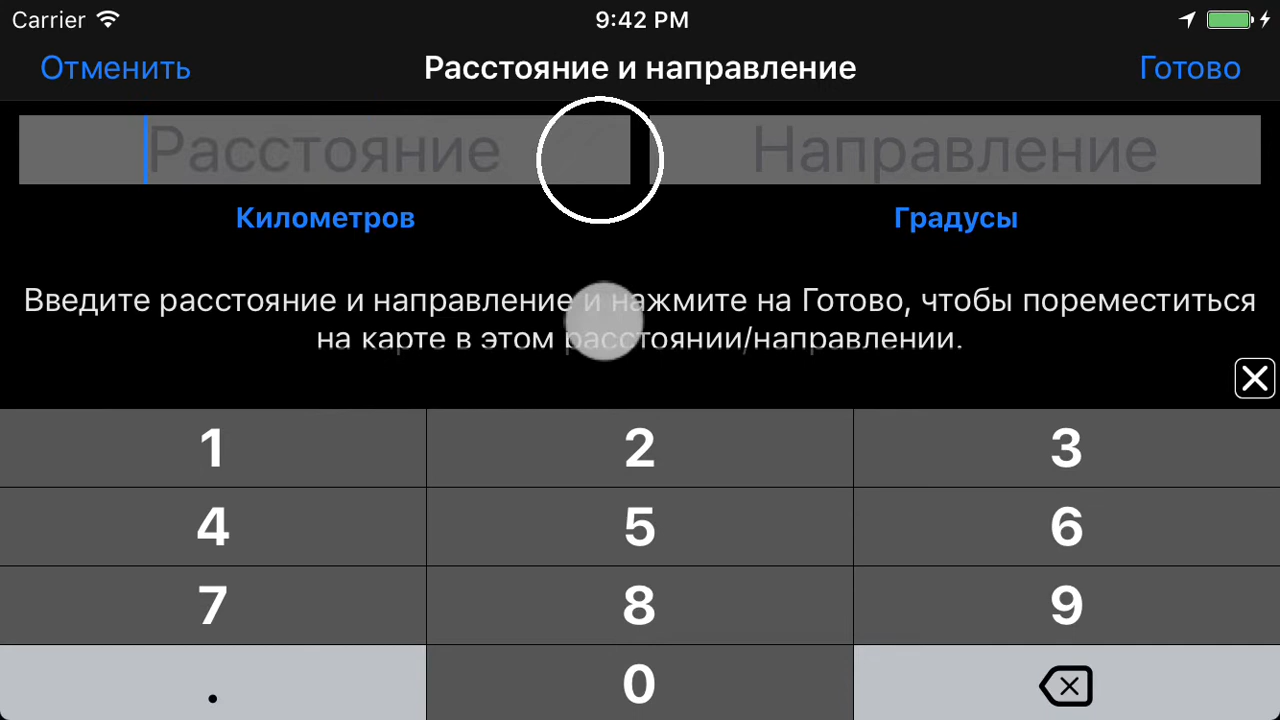 Carrier 9:42 PM
Отменить Расстояние и направление Готово
Расстояние Направление
Километров Градусы
Введите расстояние и направление и нажмите на Готово, чтобы пореместиться
на карте в этом расстоянии/направлении.
1 2 3
4 5 6
7 8 9
. 0